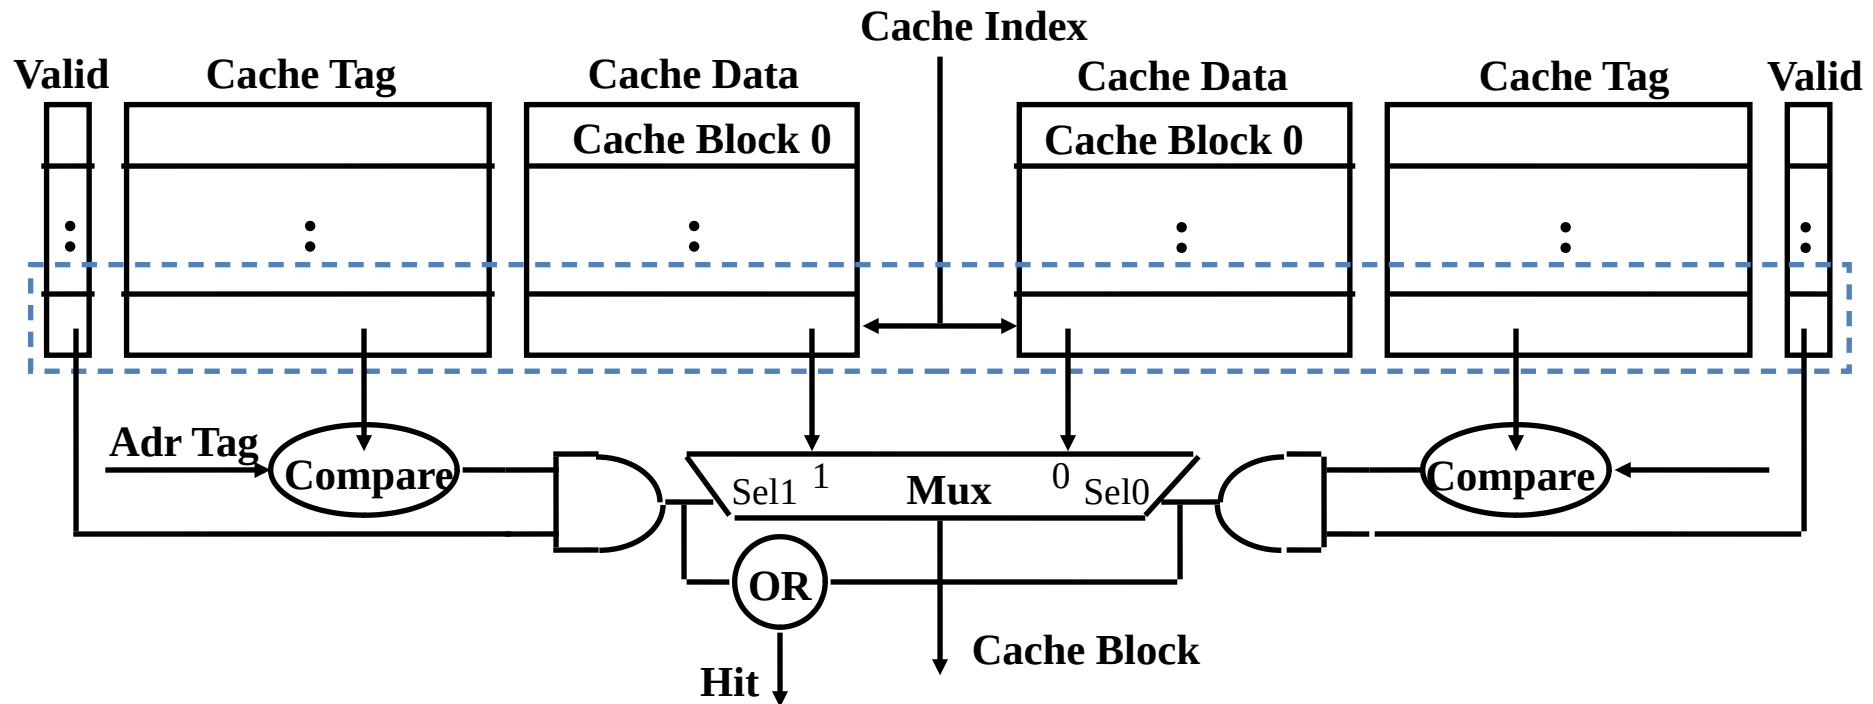 Cache Index
Valid Cache Tag Cache Data Cache Data Cache Tag Valid
Cache Block 0 Cache Block 0
: : : : : :
Adr Tag
Compare Sel1 1 Mux 0 Sel0 Compare
OR
Cache Block
Hit